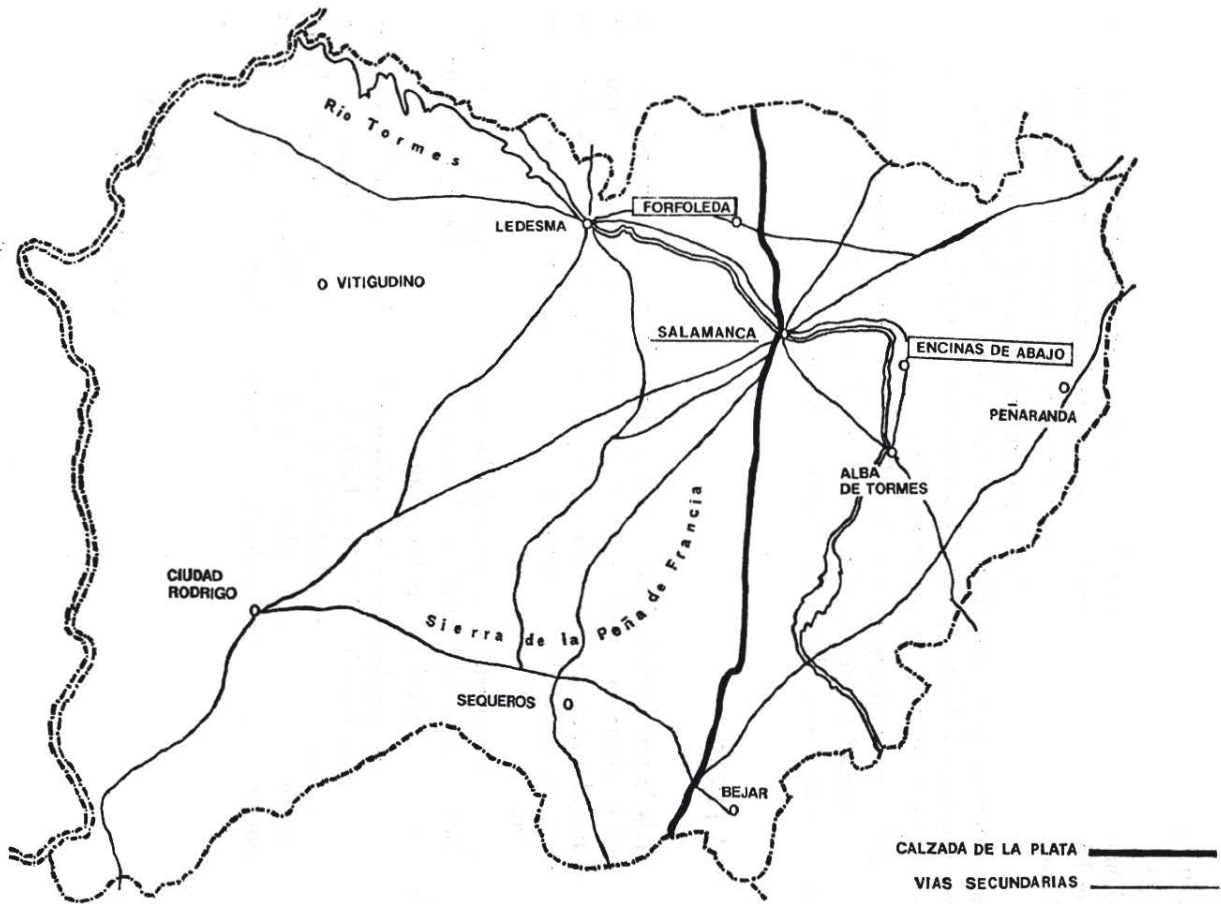 Río Tormes
FORFOLEDA
LEDESMA
VITIGUDINO
SALAMANCA
ENCINAS DE ABAJO
PEÑARANDA
ALBA
DE TORMES
CIUDAD
RODRIGO
Sierra de la Peña de Francia
SEQUEROS
BEJAR
CALZADA DE LA PLATA
VIAS SECUNDARIAS